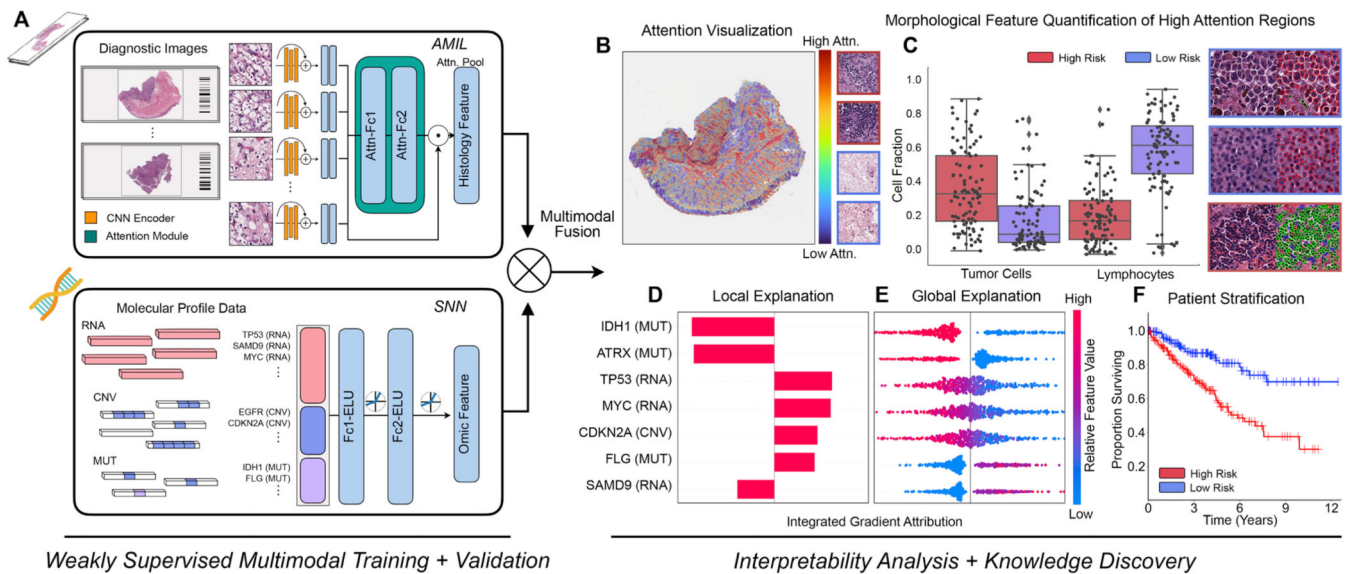 A
Diagnostic Images
CNN Encoder
Attention Module
AMIL
Attn. Pool
Attn-Fc1
Attn-Fc2
Histology Feature
Molecular Profile Data
SNN
RNA
TP53 (RNA)
SAMD9 (RNA)
MYC (RNA)
CNV
EGFR (CNV)
CDKN2A (CNV)
MUT
IDH1 (MUT)
FLG (MUT)
Fc1-ELU
Fc2-ELU
Omic Feature
Multimodal
Fusion
Weakly Supervised Multimodal Training + Validation
B
Attention Visualization
High Attn.
Low Attn.
Morphological Feature Quantification of High Attention Regions
C
High Risk
Low Risk
Cell Fraction
1.0
0.8
0.6
0.4
0.2
0.0
Tumor Cells
Lymphocytes
D
Local Explanation
IDH1 (MUT)
ATRX (MUT)
TP53 (RNA)
MYC (RNA)
CDKN2A (CNV)
FLG (MUT)
SAMD9 (RNA)
E
Global Explanation
High
Relative Feature Value
Low
Integrated Gradient Attribution
F
Patient Stratification
Proportion Surviving
1.0
0.8
0.6
0.4
0.2
High Risk
Low Risk
0
3
6
9
12
Time (Years)
Interpretability Analysis + Knowledge Discovery